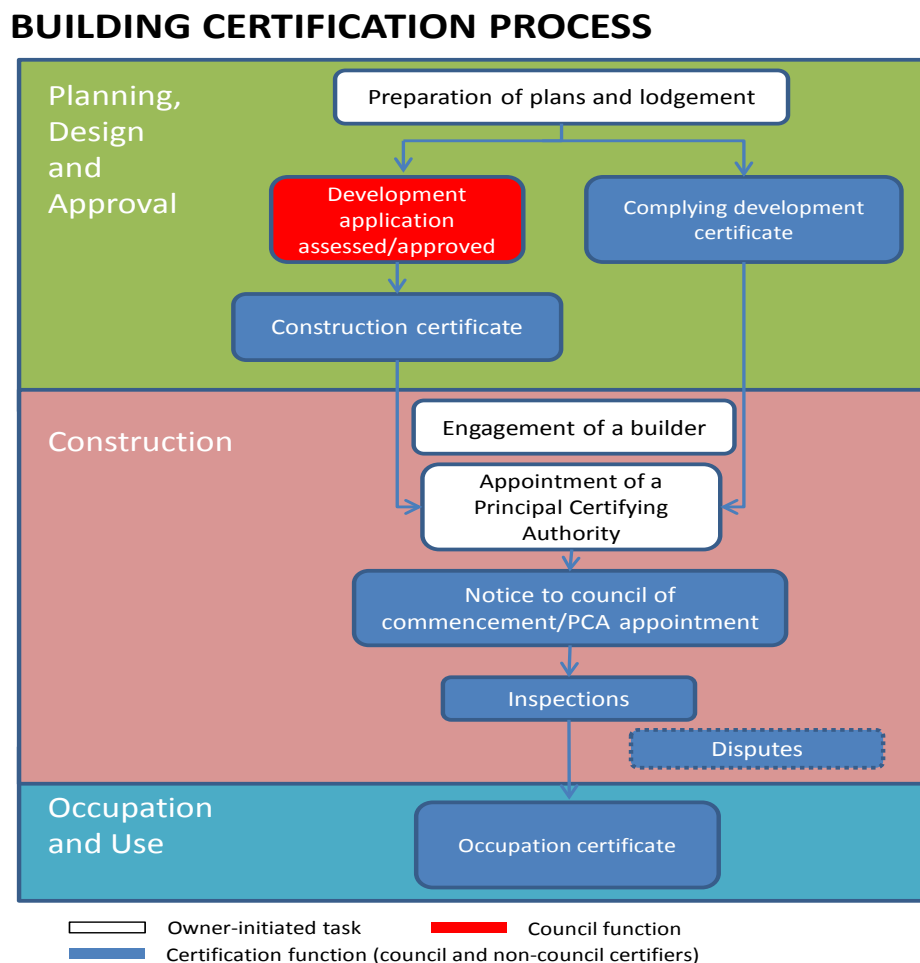 BUILDING CERTIFICATION PROCESS
Planning,
Design
and
Approval
Preparation of plans and lodgement
Development
application
assessed/approved
Complying development
certificate
Construction certificate
Construction
Engagement of a builder
Appointment of a
Principal Certifying
Authority
Notice to council of
commencement/PCA appointment
Inspections
Disputes
Occupation
and Use
Occupation certificate
Owner-initiated task
Council function
Certification function (council and non-council certifiers)